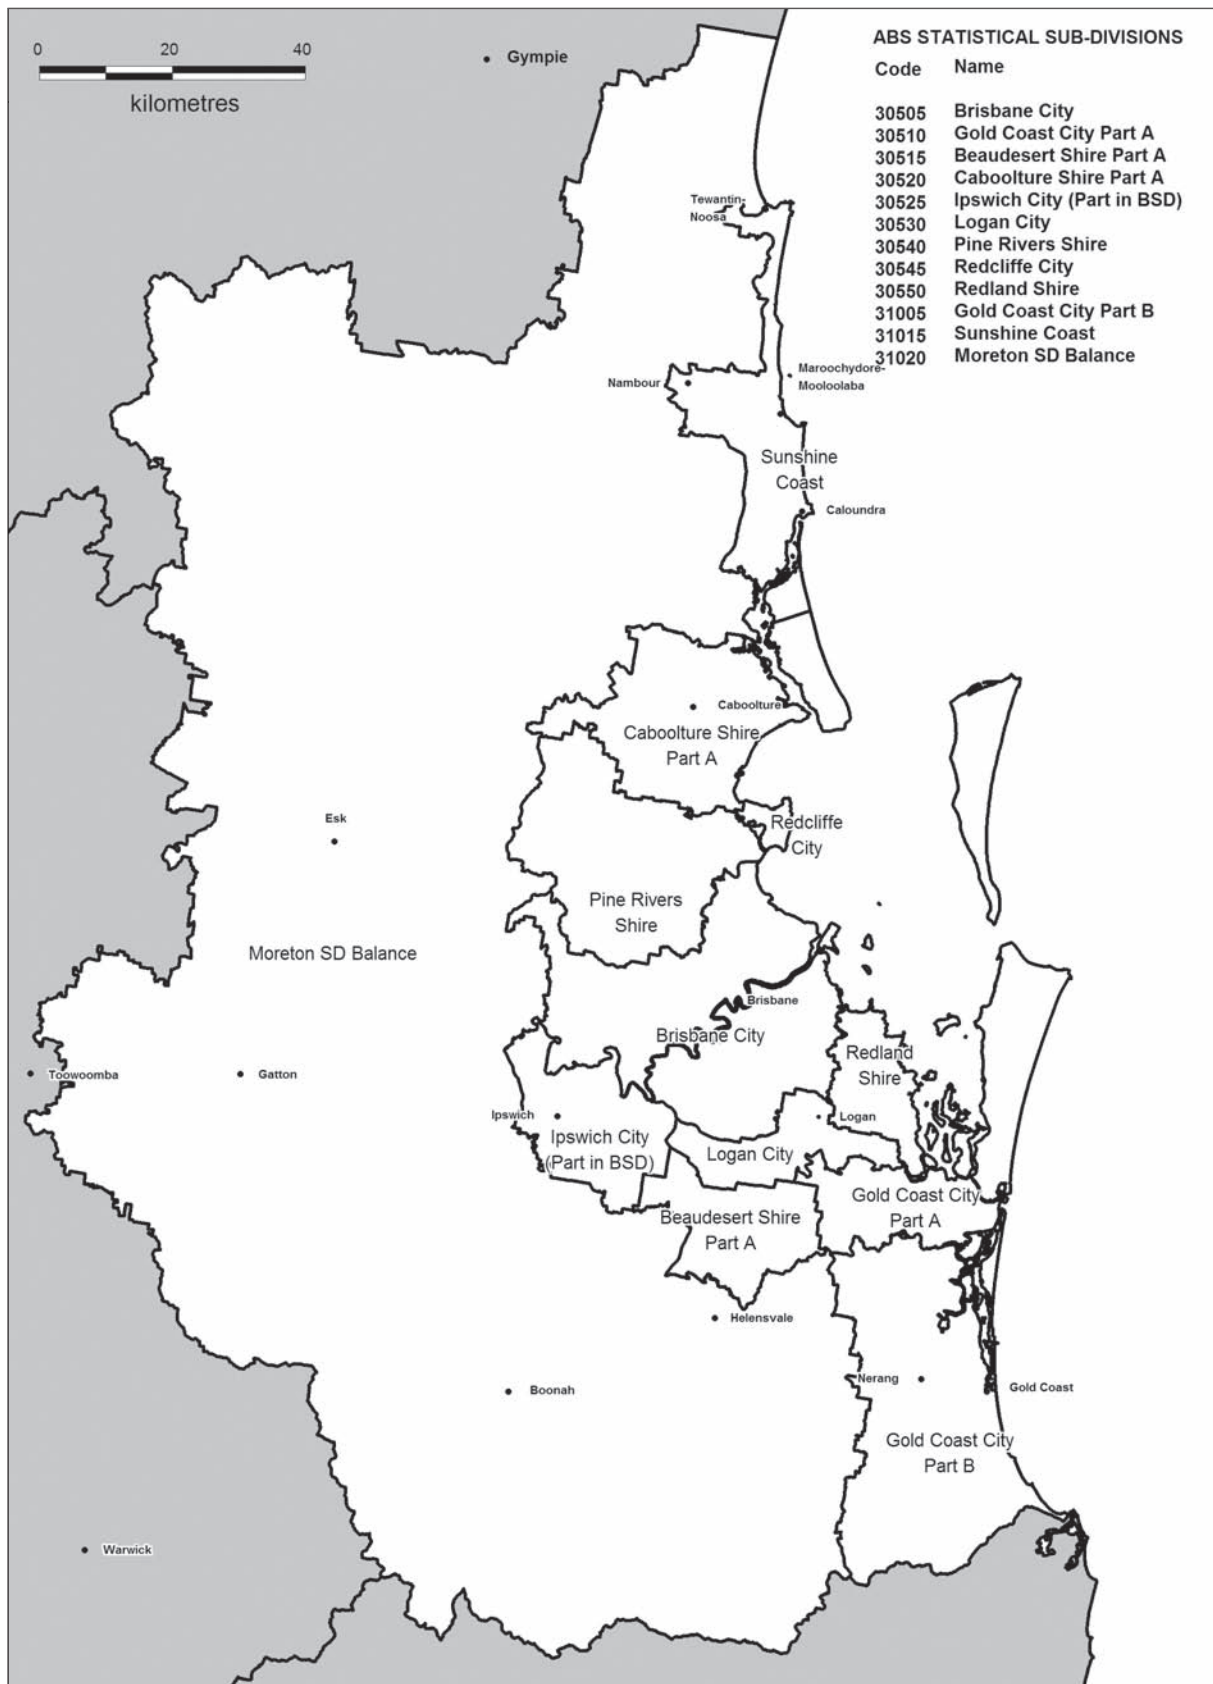 0 20 40
kilometres
Gympie
ABS STATISTICAL SUB-DIVISIONS
Code Name
30505 Brisbane City
30510 Gold Coast City Part A
30515 Beaudesert Shire Part A
30520 Caboolture Shire Part A
30525 Ipswich City (Part in BSD)
30530 Logan City
30540 Pine Rivers Shire
30545 Redcliffe City
30550 Redland Shire
31005 Gold Coast City Part B
31015 Sunshine Coast
31020 Moreton SD Balance
Tewantin-
Noosa
Maroochydore-
Mooloolaba
Nambour
Sunshine
Coast
Caloundra
Caboolture
Caboolture Shire
Part A
Esk
Redcliffe
City
Pine Rivers
Shire
Moreton SD Balance
Brisbane
Brisbane City
Redland
Shire
Toowoomba
Gatton
Ipswich
Logan
Ipswich City
(Part in BSD)
Logan City
Gold Coast City
Part A
Beaudesert Shire
Part A
Helensvale
Nerang
Gold Coast
Boonah
Gold Coast City
Part B
Warwick